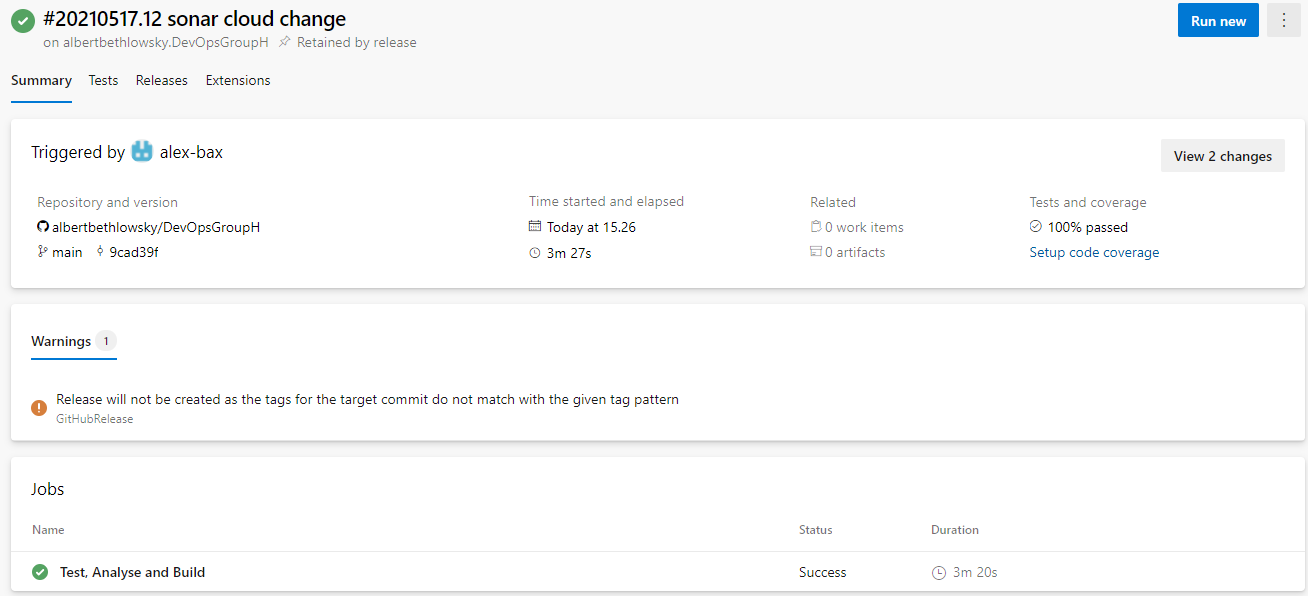 #20210517.12 sonar cloud change
Run new
on albertbethlowsky.DevOpsGroupH Retained by release
Summary Tests Releases Extensions
Triggered by alex-bax
View 2 changes
Repository and version Time started and elapsed Related Tests and coverage
albertbethlowsky/DevOpsGroupH Today at 15.26 0 work items 100% passed
main 9cad39f 3m 27s 0 artifacts Setup code coverage
Warnings 1
Release will not be created as the tags for the target commit do not match with the given tag pattern
GitHubRelease
Jobs
Name Status Duration
Test, Analyse and Build Success 3m 20s